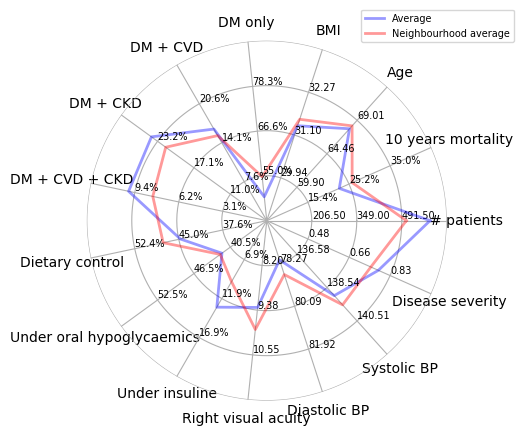 Average
Neighbourhood average
DM only
BMI
DM + CVD
Age
DM + CKD
10 years mortality
DM + CVD + CKD
# patients
Dietary control
Disease severity
Under oral hypoglycaemics
Systolic BP
Under insuline
Diastolic BP
Right visual acuity
78.3%
66.6%
55.0%
32.27
31.10
29.94
69.01
64.46
59.90
35.0%
25.2%
15.4%
206.50
349.00
491.50
0.48
0.66
0.83
136.58
138.54
140.51
78.27
80.09
81.92
8.20
9.38
10.55
6.9%
11.9%
16.9%
40.5%
46.5%
52.5%
37.6%
45.0%
52.4%
3.1%
6.2%
9.4%
11.0%
17.1%
23.2%
7.6%
14.1%
20.6%